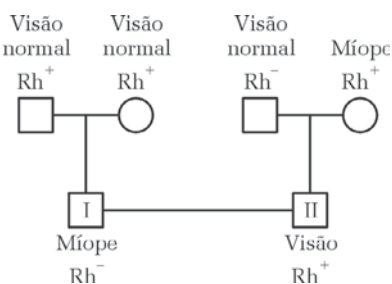 Visão normal Rh+
Visão normal Rh+
Visão normal Rh-
Míope Rh+
I
II
Míope
Rh-
Visão
Rh+